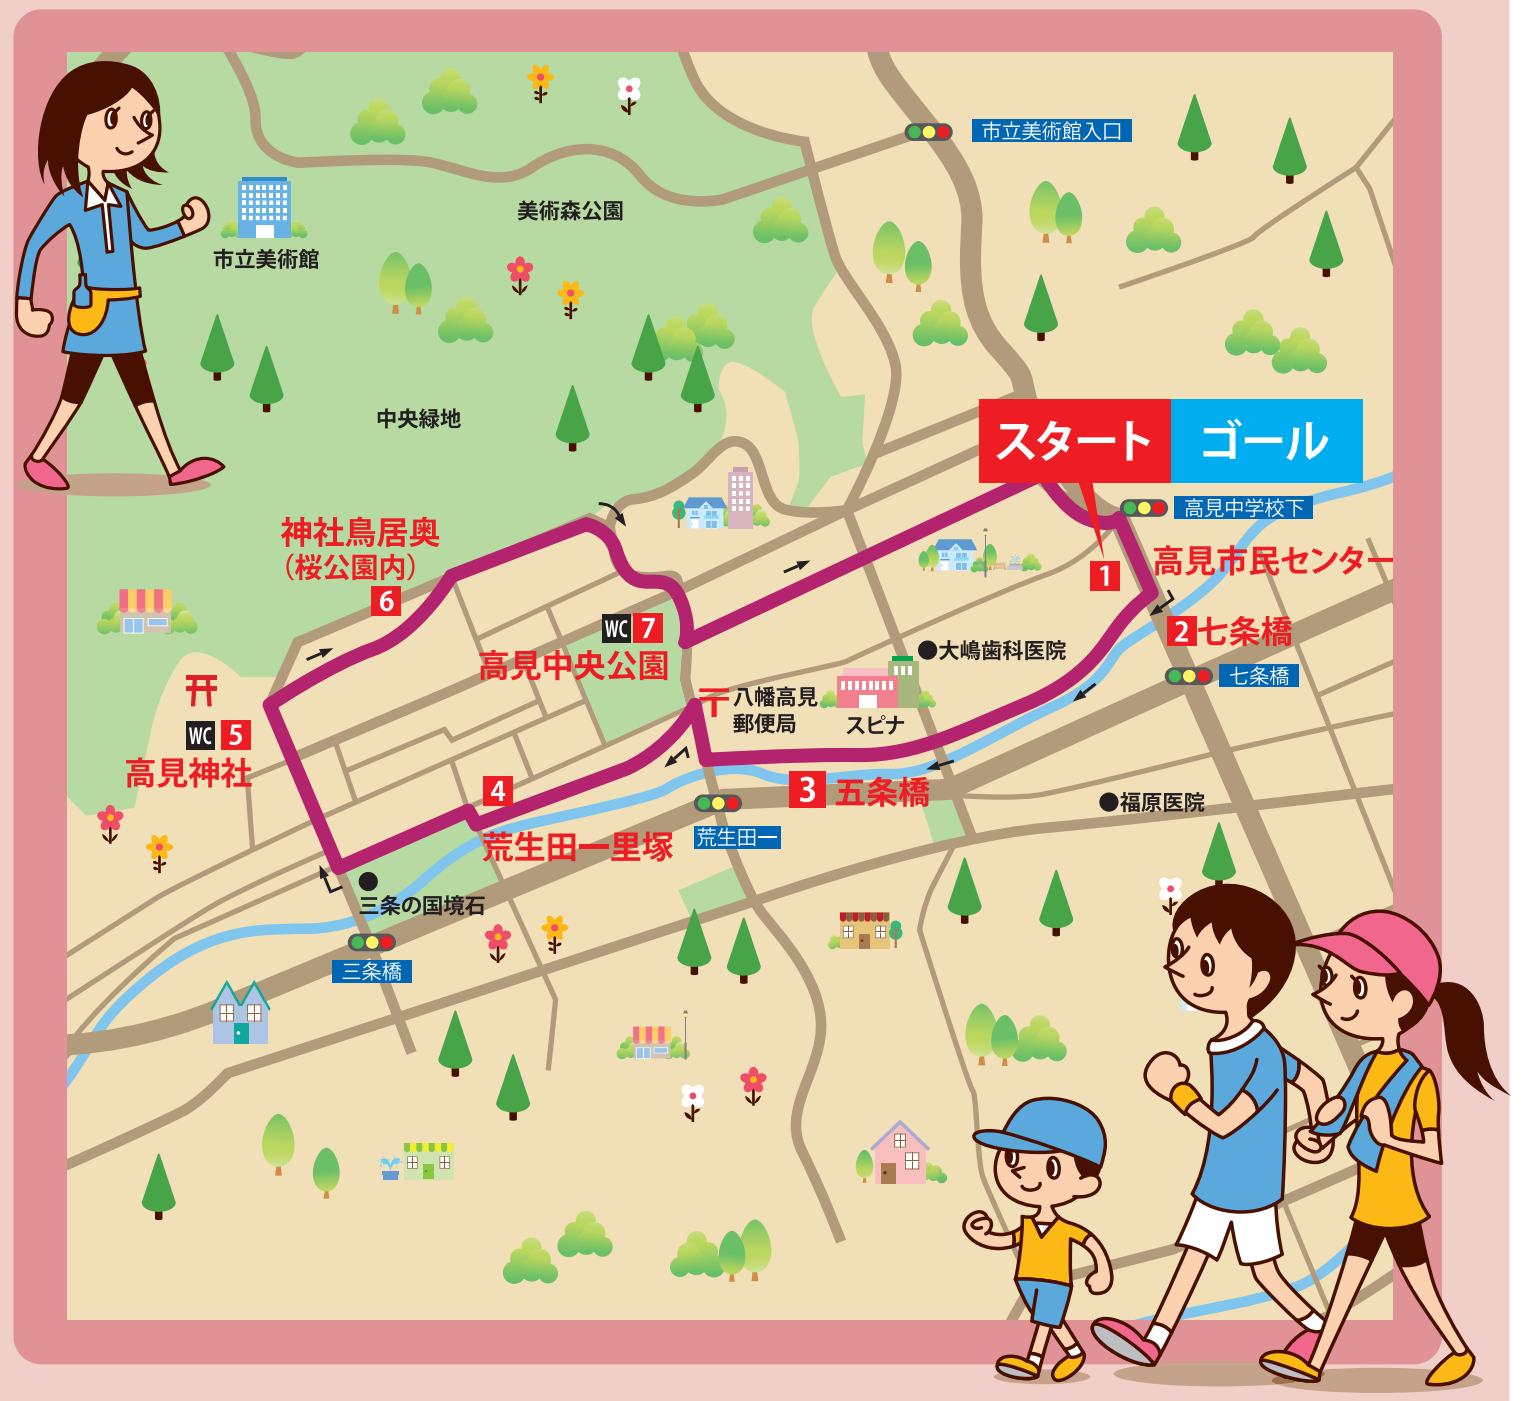 市立美術館入口
美術森公園
市立美術館
中央緑地
スタート
ゴール
高見中学校下
神社鳥居奥
（桜公園内）
6
1
高見市民センター
WC
7
高見中央公園
2
七条橋
大嶋歯科医院
七条橋
〒
八幡高見
郵便局
スピナ
WC
5
高見神社
4
3
五条橋
福原医院
荒生田一里塚
荒生田一
三条の国境石
三条橋